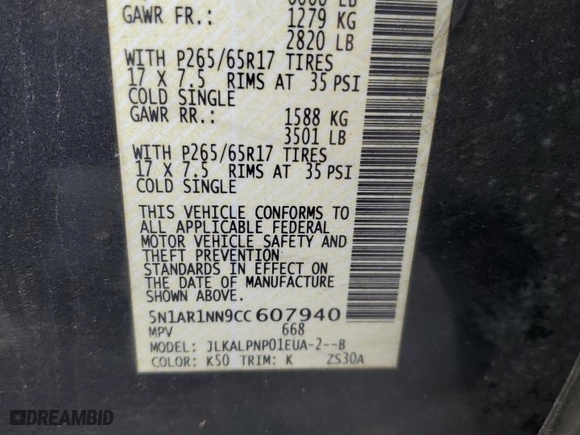 GAWR FR.: 1279 KG
2820 LB
WITH P265/65R17 TIRES
17 X 7.5 RIMS AT 35 PSI
COLD SINGLE
GAWR RR.: 1588 KG
3501 LB
WITH P265/65R17 TIRES
17 X 7.5 RIMS AT 35 PSI
COLD SINGLE
THIS VEHICLE CONFORMS TO
ALL APPLICABLE FEDERAL
MOTOR VEHICLE SAFETY AND
THEFT PREVENTION
STANDARDS IN EFFECT ON
THE DATE OF MANUFACTURE
SHOWN ABOVE.
5N1AR1NN9CC607940
MPV 668
MODEL: JLKALPNP01EUA-2--B
COLOR: K50 TRIM: K ZS30A
DREAMBID